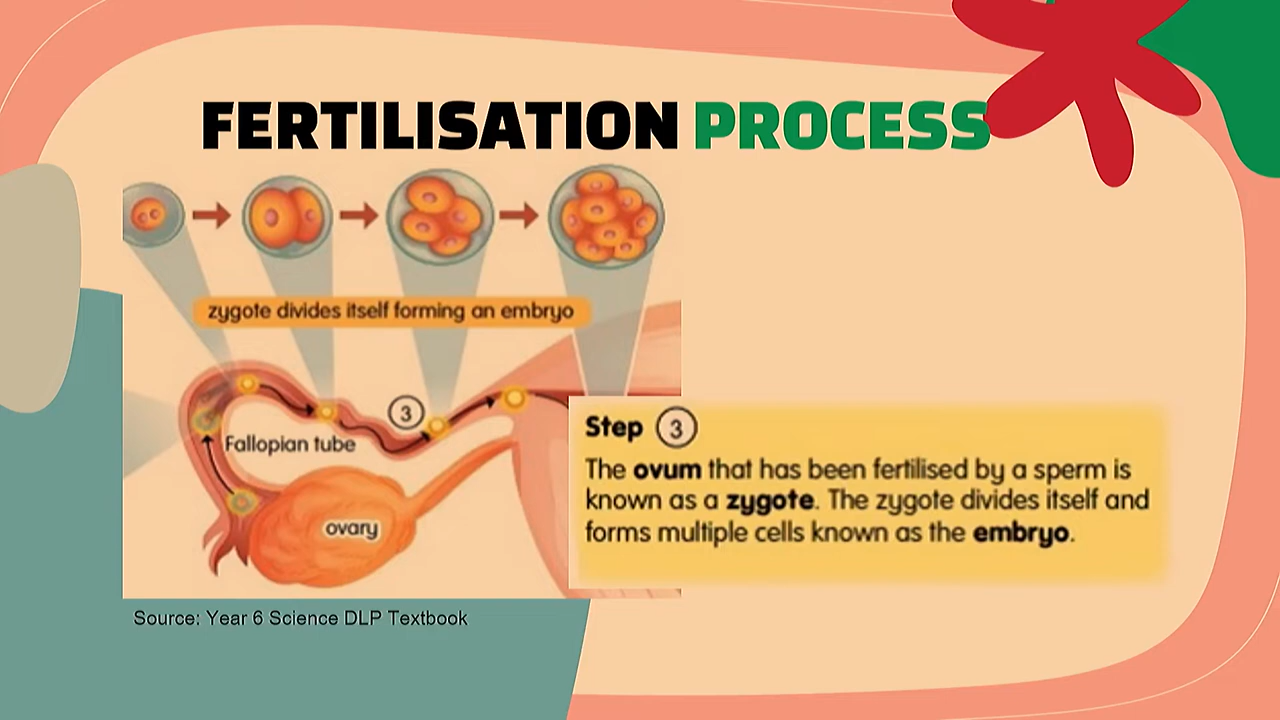 FERTILISATION PROCESS
zygote divides itself forming an embryo
3
Fallopian tube
ovary
Step 3
The ovum that has been fertilised by a sperm is
known as a zygote. The zygote divides itself and
forms multiple cells known as the embryo.
Source: Year 6 Science DLP Textbook